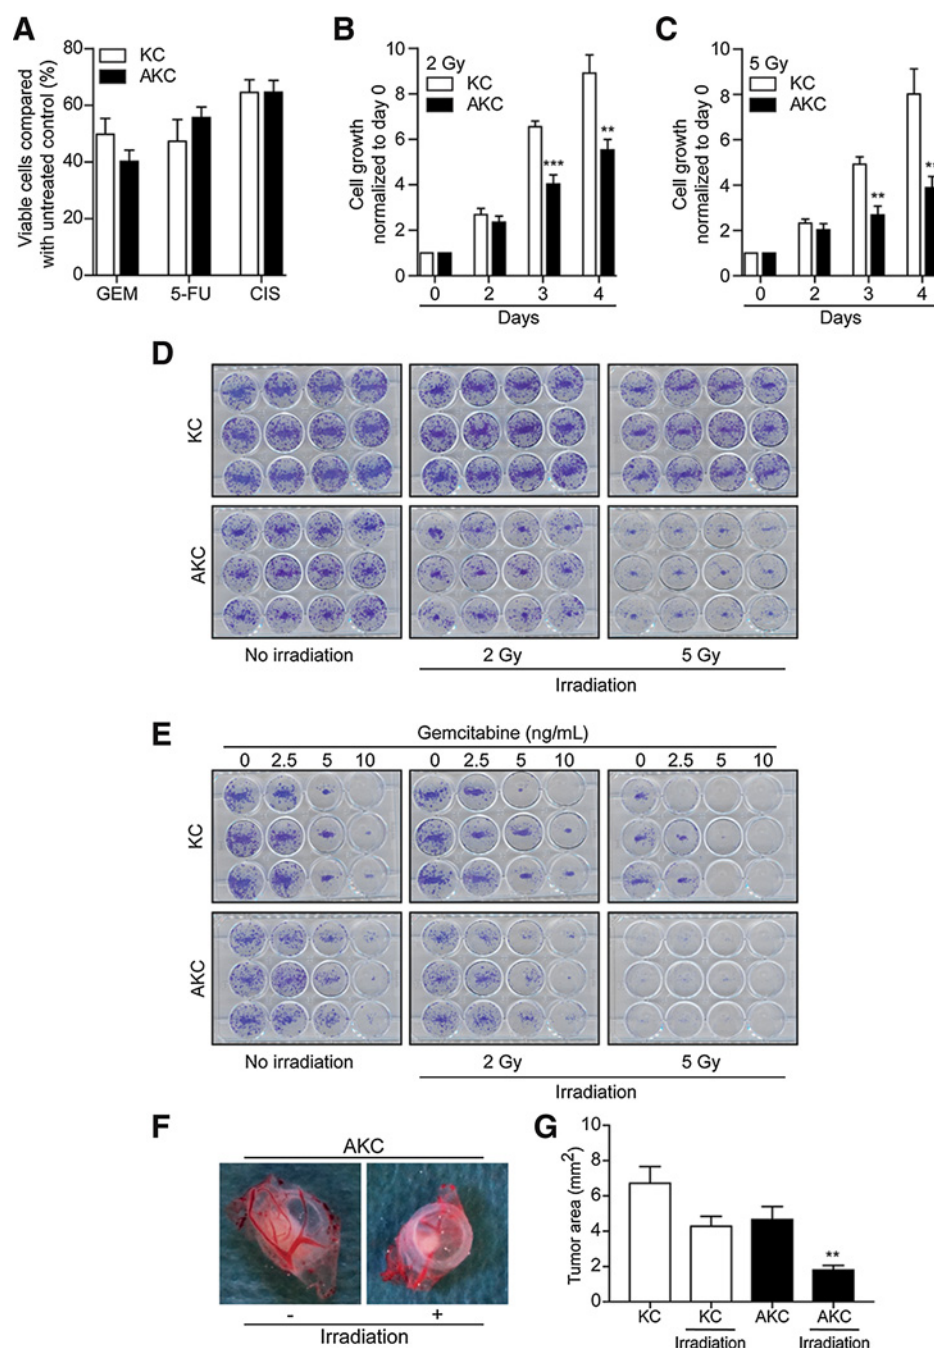 A
Viable cells compared
with untreated control (%)
80
60
40
20
0
KC
AKC
GEM 5-FU CIS
B
Cell growth
normalized to day 0
10
8
6
4
2
0
2 Gy
KC
AKC
***
**
0 2 3 4
Days
C
Cell growth
normalized to day 0
10
8
6
4
2
0
5 Gy
KC
AKC
**
0 2 3 4
Days
D
KC
AKC
No irradiation 2 Gy 5 Gy
Irradiation
E
Gemcitabine (ng/mL)
0 2.5 5 10 0 2.5 5 10 0 2.5 5 10
KC
AKC
No irradiation 2 Gy 5 Gy
Irradiation
F
AKC
- +
Irradiation
G
Tumor area (mm²)
10
8
6
4
2
0
**
KC KC AKC AKC
Irradiation Irradiation